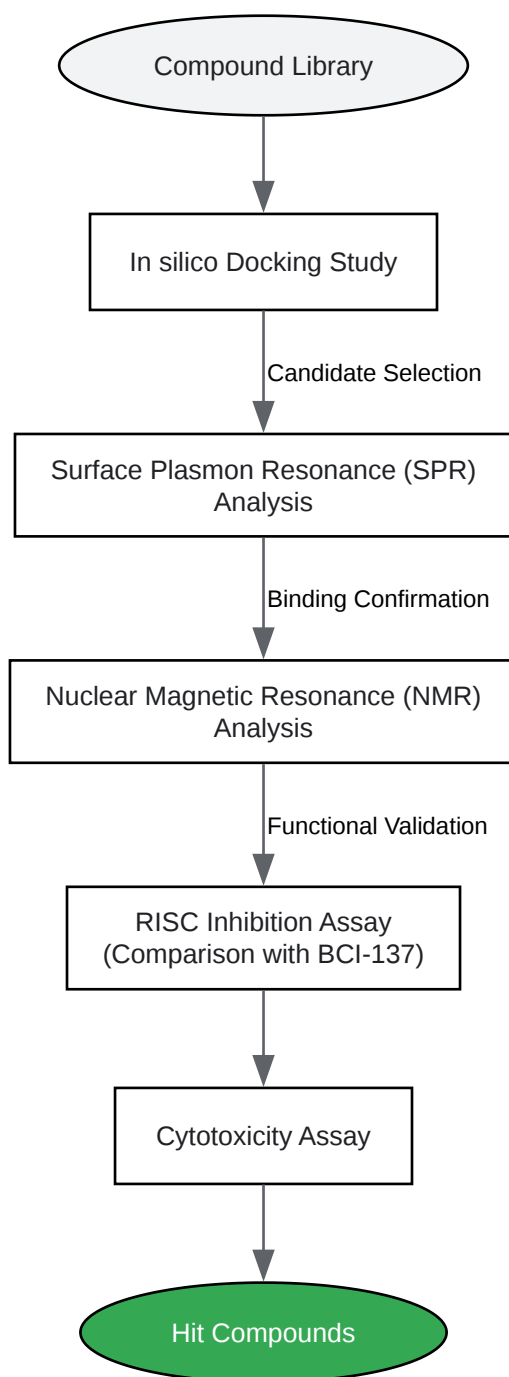 Compound Library
In silico Docking Study
Candidate Selection
Surface Plasmon Resonance (SPR)
Analysis
Binding Confirmation
Nuclear Magnetic Resonance (NMR)
Analysis
Functional Validation
RISC Inhibition Assay
(Comparison with BCI-137)
Cytotoxicity Assay
Hit Compounds